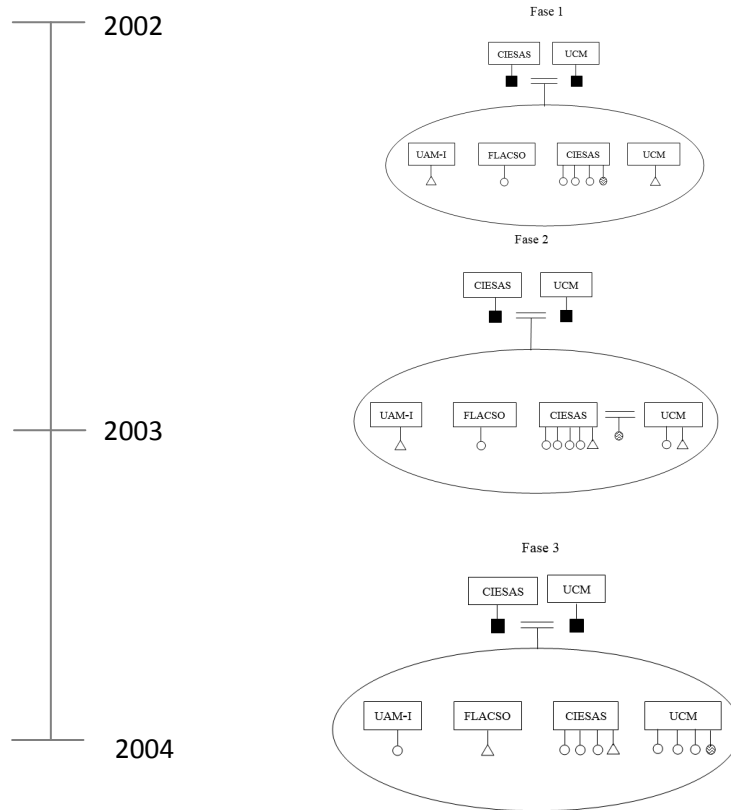 2002
Fase 1
CIESAS UCM
UAM-I FLACSO CIESAS UCM
Fase 2
CIESAS UCM
2003
UAM-I FLACSO CIESAS UCM
Fase 3
CIESAS UCM
UAM-I FLACSO CIESAS UCM
2004